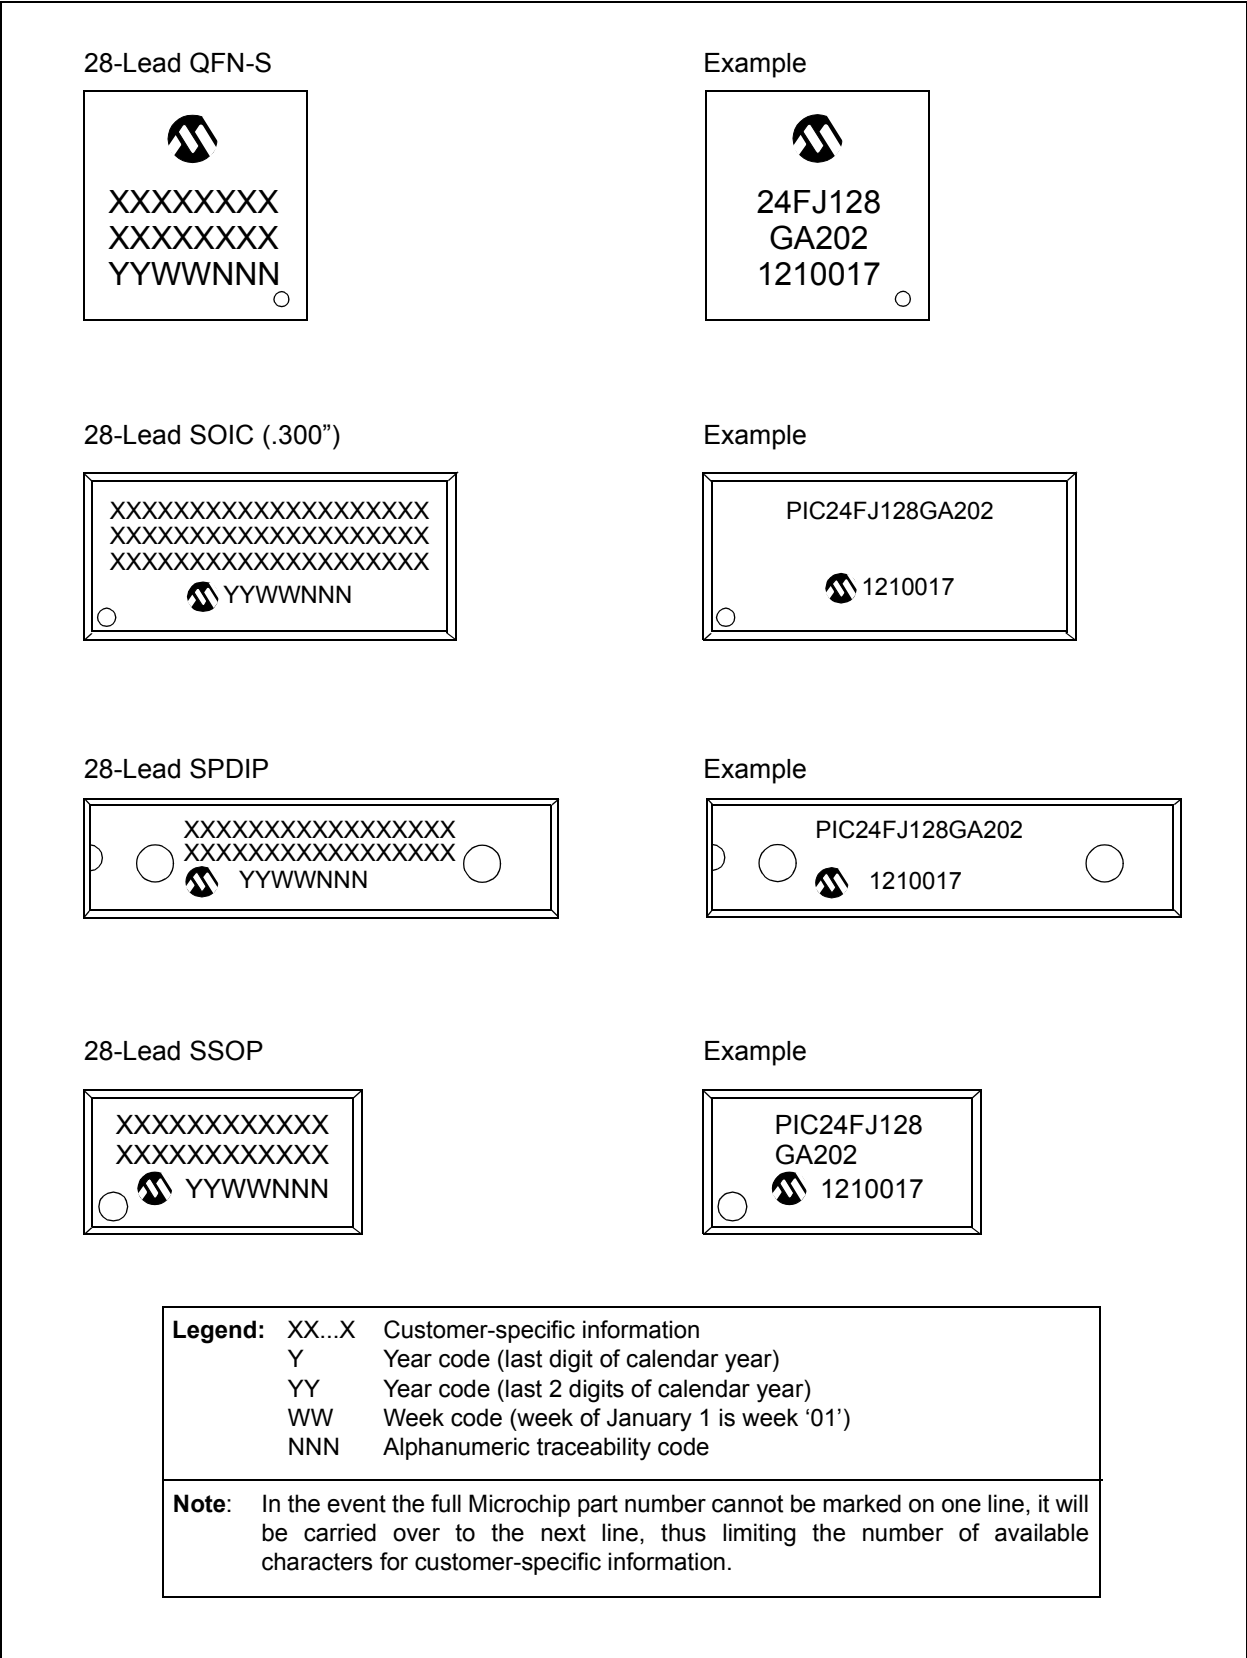 28-Lead QFN-S
Example
XXXXXXXX
XXXXXXXX
YYWWNNN
24FJ128
GA202
1210017
28-Lead SOIC (.300”)
Example
XXXXXXXXXXXXXXXXXXXX
XXXXXXXXXXXXXXXXXXXX
XXXXXXXXXXXXXXXXXXXX
YYWWNNN
PIC24FJ128GA202
1210017
28-Lead SPDIP
Example
XXXXXXXXXXXXXXXXX
XXXXXXXXXXXXXXXXX
YYWWNNN
PIC24FJ128GA202
1210017
28-Lead SSOP
Example
XXXXXXXXXXXX
XXXXXXXXXXXX
YYWWNNN
PIC24FJ128
GA202
1210017
Legend: XX...X Customer-specific information
Y Year code (last digit of calendar year)
YY Year code (last 2 digits of calendar year)
WW Week code (week of January 1 is week ‘01’)
NNN Alphanumeric traceability code
Note: In the event the full Microchip part number cannot be marked on one line, it will
be carried over to the next line, thus limiting the number of available
characters for customer-specific information.